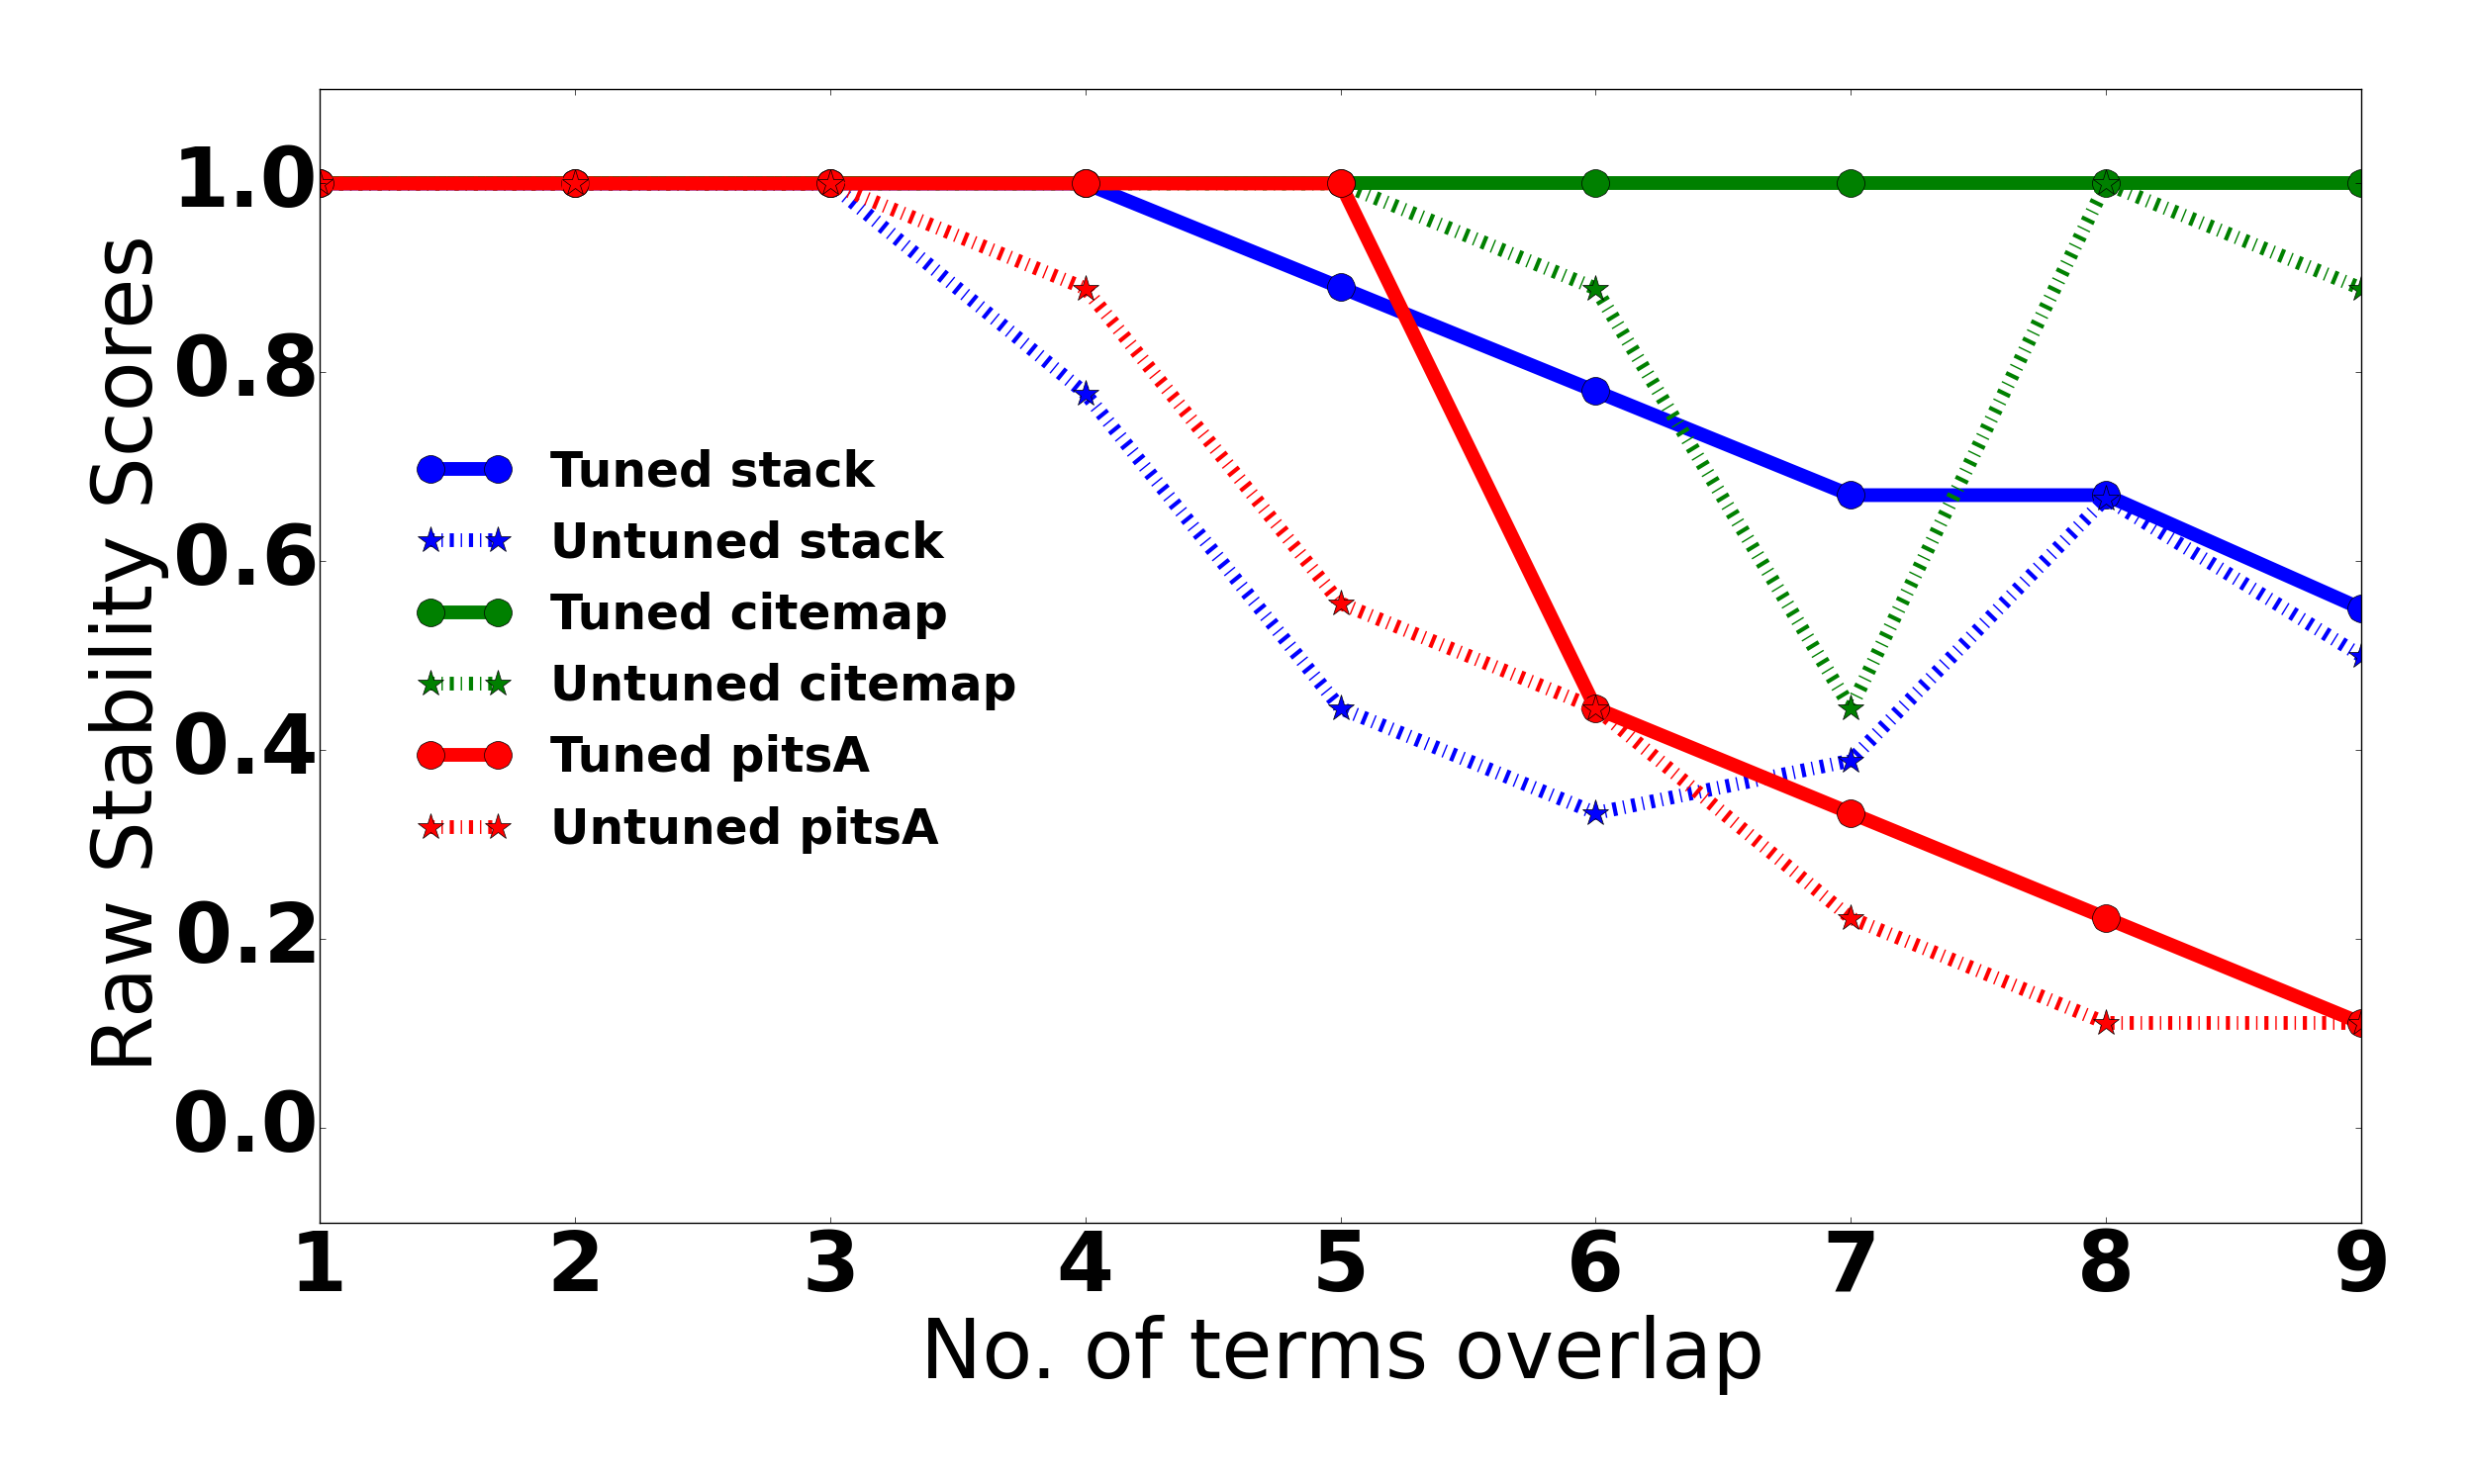 Raw Stability Scores
1.0
0.8
0.6
0.4
0.2
0.0
Tuned stack
Untuned stack
Tuned citemap
Untuned citemap
Tuned pitsA
Untuned pitsA
1 2 3 4 5 6 7 8 9
No. of terms overlap